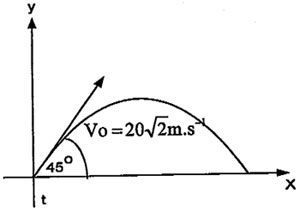 y
Vo = 20√2m.s⁻¹
45°
x
t